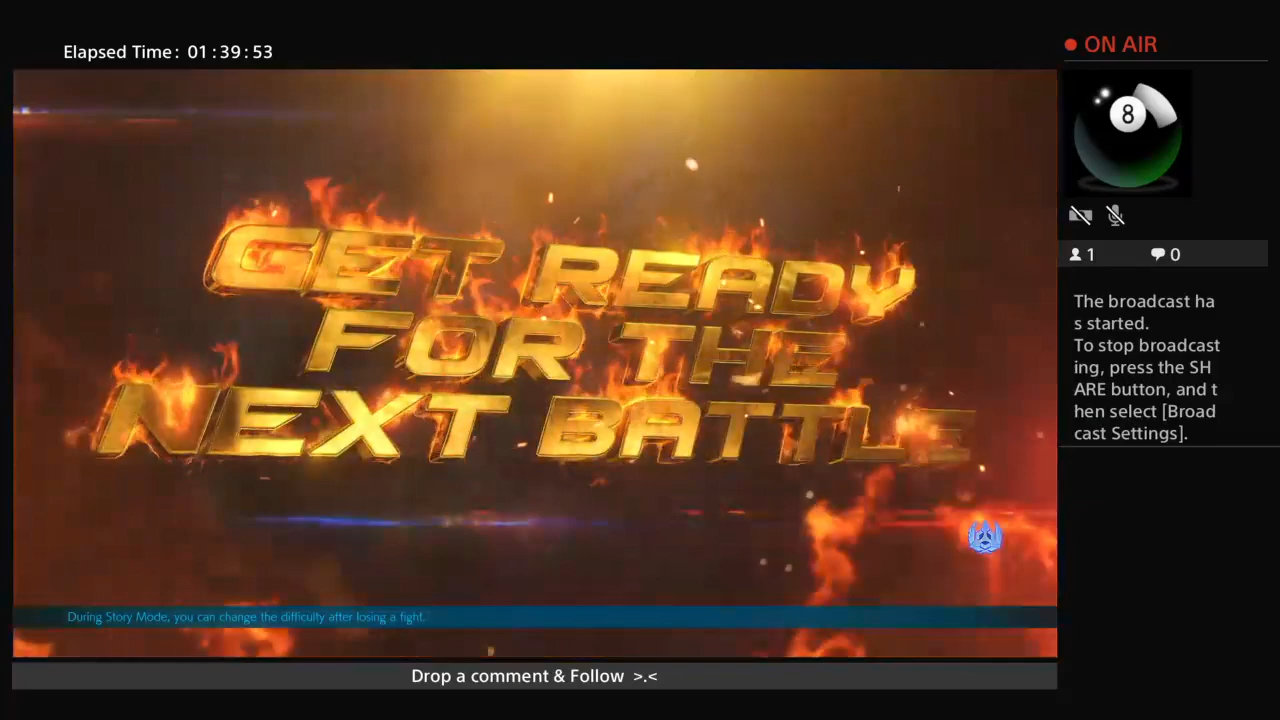 Elapsed Time: 01:39:53
ON AIR
8
1
0
GET READY
FOR THE
NEXT BATTLE
The broadcast ha
s started.
To stop broadcast
ing, press the SH
ARE button, and t
hen select [Broad
cast Settings].
During Story Mode, you can change the difficulty after losing a fight.
Drop a comment & Follow >.<